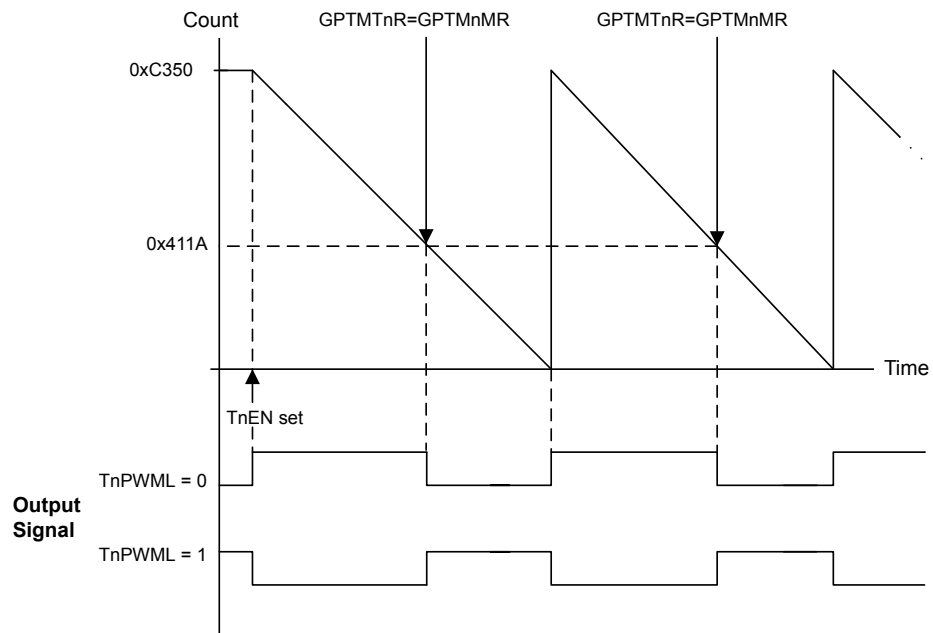 Count
GPTMTnR=GPTMnMR
GPTMTnR=GPTMnMR
0xC350
0x411A
Time
TnEN set
TnPWML = 0
Output
Signal
TnPWML = 1